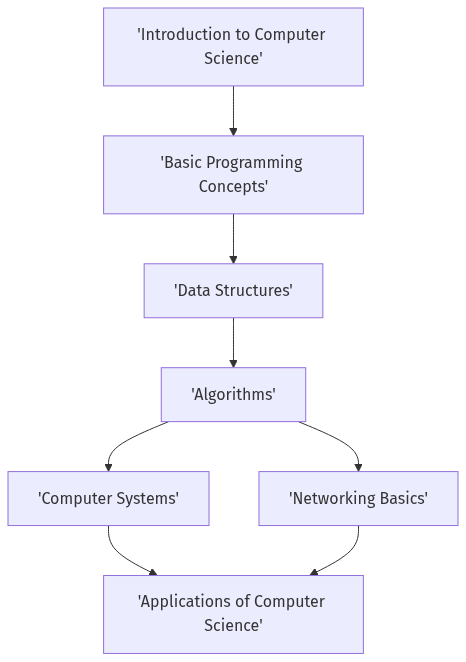 'Introduction to Computer
Science'
'Basic Programming
Concepts'
'Data Structures'
'Algorithms'
'Computer Systems'
'Networking Basics'
'Applications of Computer
Science'